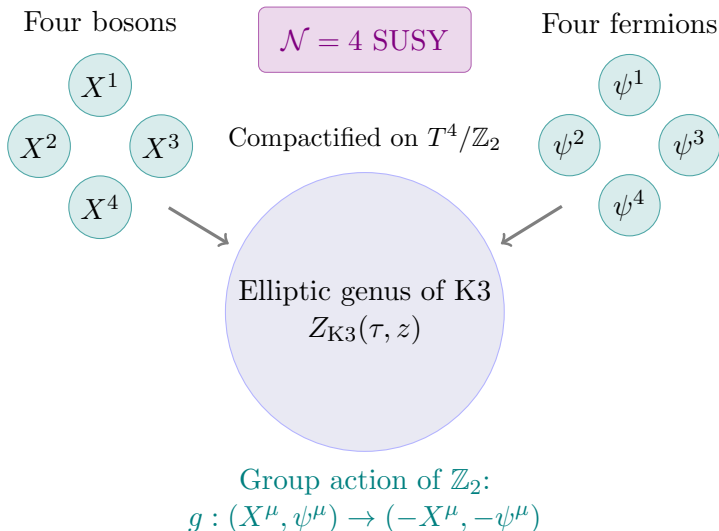 Four bosons
𝒩 = 4 SUSY
Four fermions
X¹
X²
X³
X⁴
ψ¹
ψ²
ψ³
ψ⁴
Compactified on T⁴/ℤ₂
Elliptic genus of K3
Z_K3(τ, z)
Group action of ℤ₂:
g : (X^μ, ψ^μ) → (−X^μ, −ψ^μ)